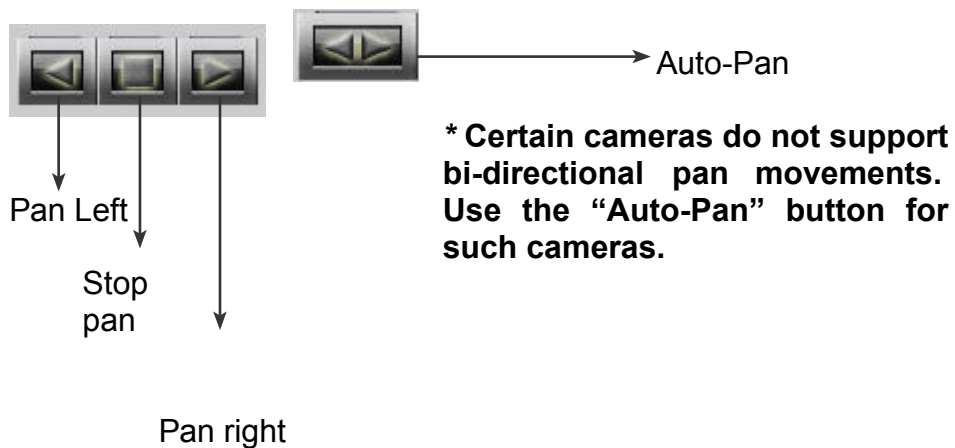 Auto-Pan
* Certain cameras do not support
bi-directional pan movements.
Use the “Auto-Pan” button for
such cameras.
Pan Left
Stop
pan
Pan right